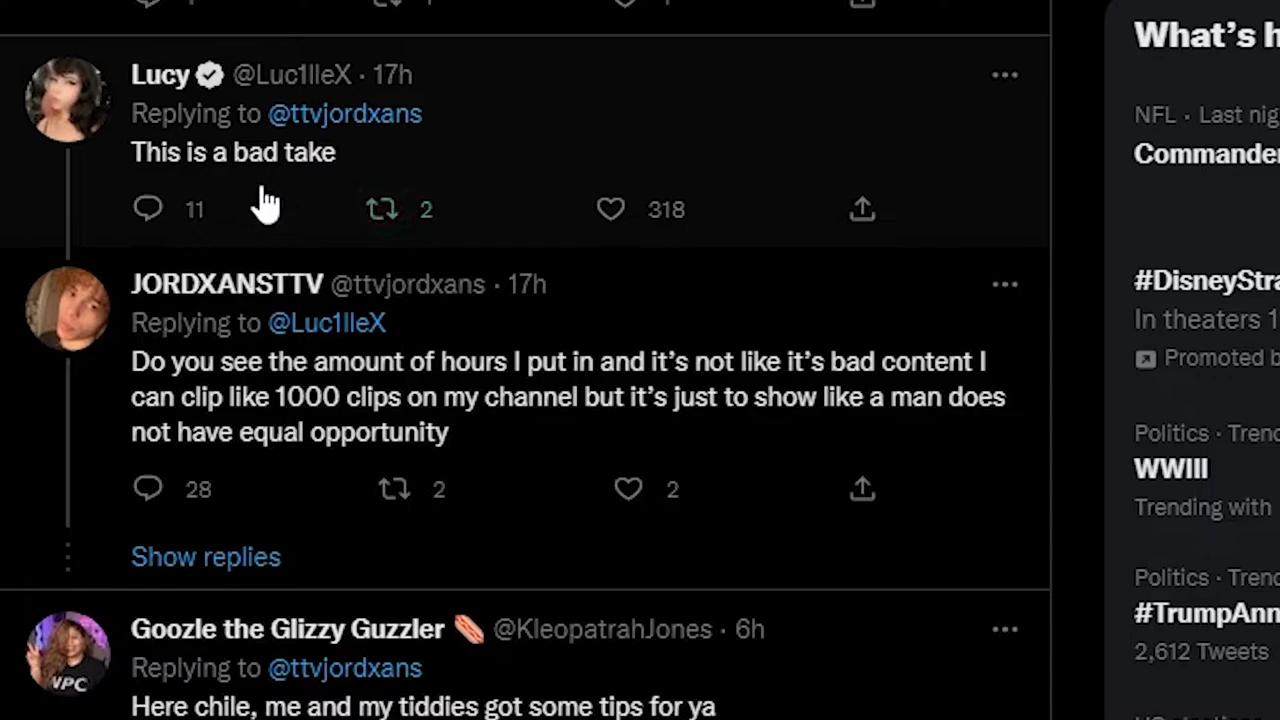 Lucy @Luc1lleX · 17h
Replying to @ttvjordxans
This is a bad take
11 2 318
JORDXANSTTV @ttvjordxans · 17h
Replying to @Luc1lleX
Do you see the amount of hours I put in and it’s not like it’s bad content I
can clip like 1000 clips on my channel but it’s just to show like a man does
not have equal opportunity
28 2 2
Show replies
Goozle the Glizzy Guzzler @KleopatrahJones · 6h
Replying to @ttvjordxans
Here chile, me and my tiddies got some tips for ya
NPC
What’s h
NFL · Last nig
Commander
#DisneyStra
In theaters 1
Promoted b
Politics · Trend
WWIII
Trending with
Politics · Trend
#TrumpAnn
2,612 Tweets